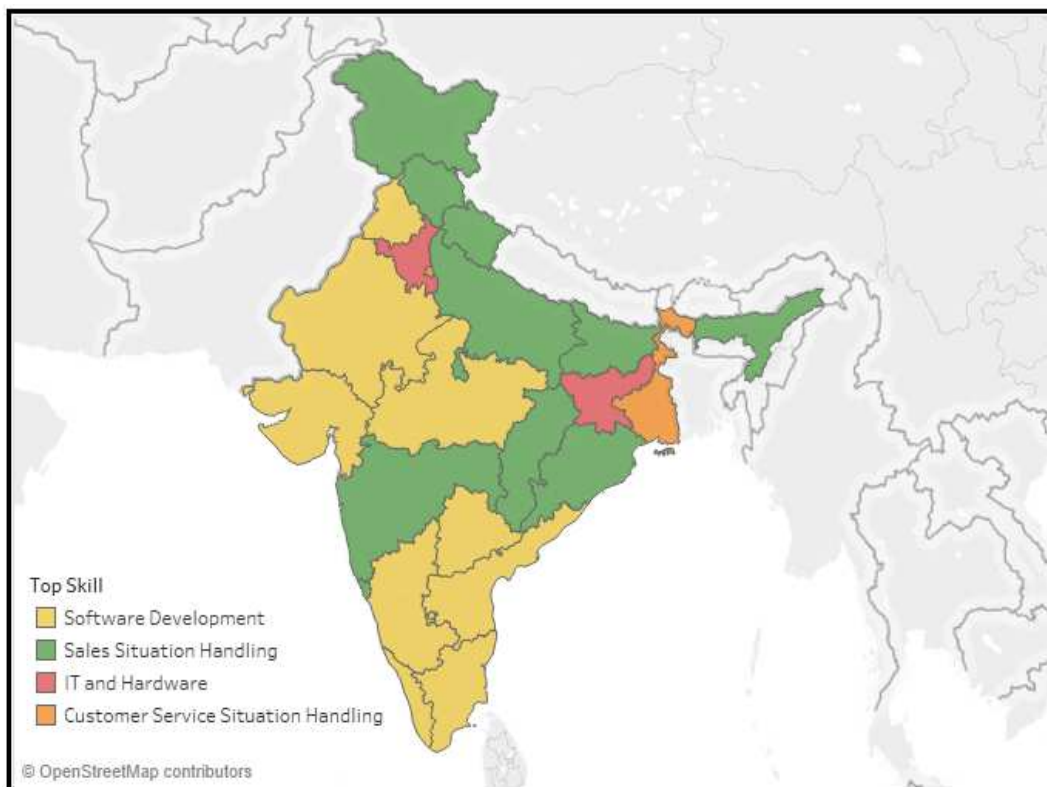 Top Skill
Software Development
Sales Situation Handling
IT and Hardware
Customer Service Situation Handling
© OpenStreetMap contributors